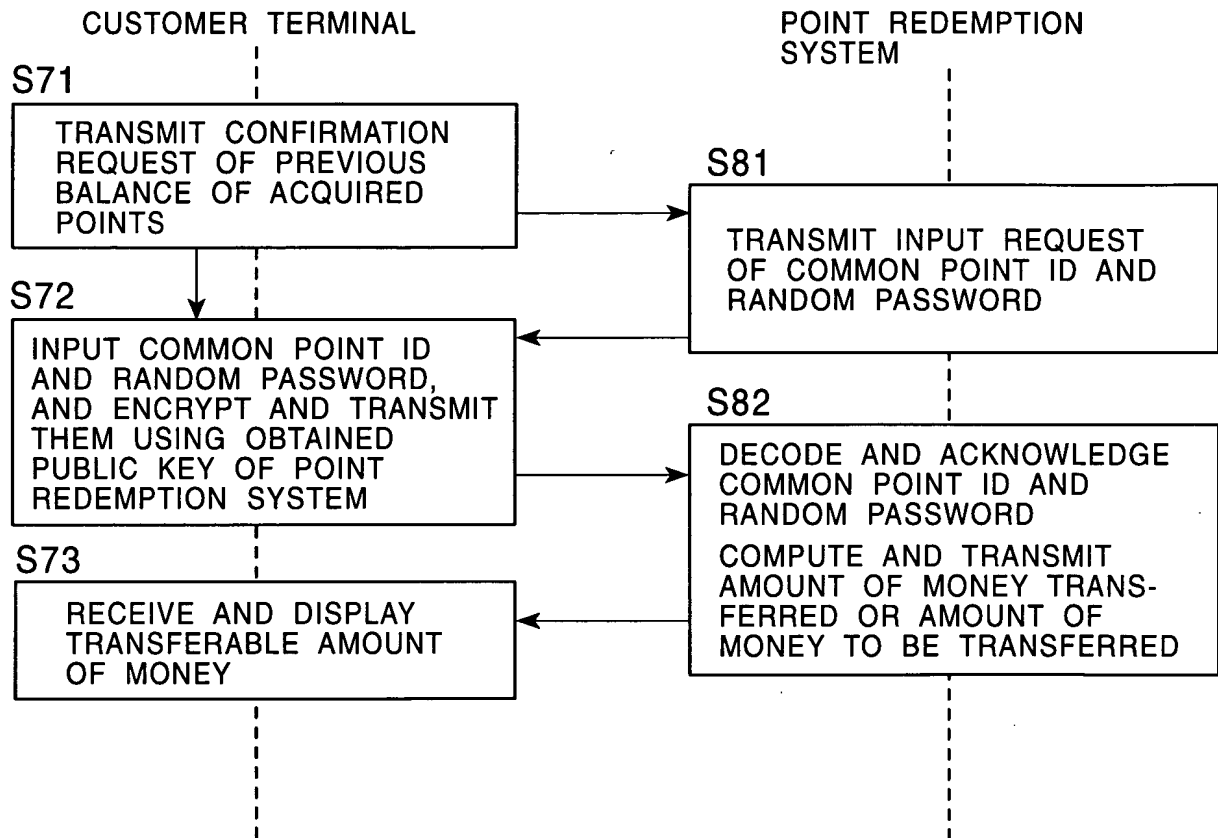 CUSTOMER TERMINAL
POINT REDEMPTION
SYSTEM
S71
TRANSMIT CONFIRMATION
REQUEST OF PREVIOUS
BALANCE OF ACQUIRED
POINTS
S81
TRANSMIT INPUT REQUEST
OF COMMON POINT ID AND
RANDOM PASSWORD
S72
INPUT COMMON POINT ID
AND RANDOM PASSWORD,
AND ENCRYPT AND TRANSMIT
THEM USING OBTAINED
PUBLIC KEY OF POINT
REDEMPTION SYSTEM
S82
DECODE AND ACKNOWLEDGE
COMMON POINT ID AND
RANDOM PASSWORD
COMPUTE AND TRANSMIT
AMOUNT OF MONEY TRANS-
FERRED OR AMOUNT OF
MONEY TO BE TRANSFERRED
S73
RECEIVE AND DISPLAY
TRANSFERABLE AMOUNT
OF MONEY